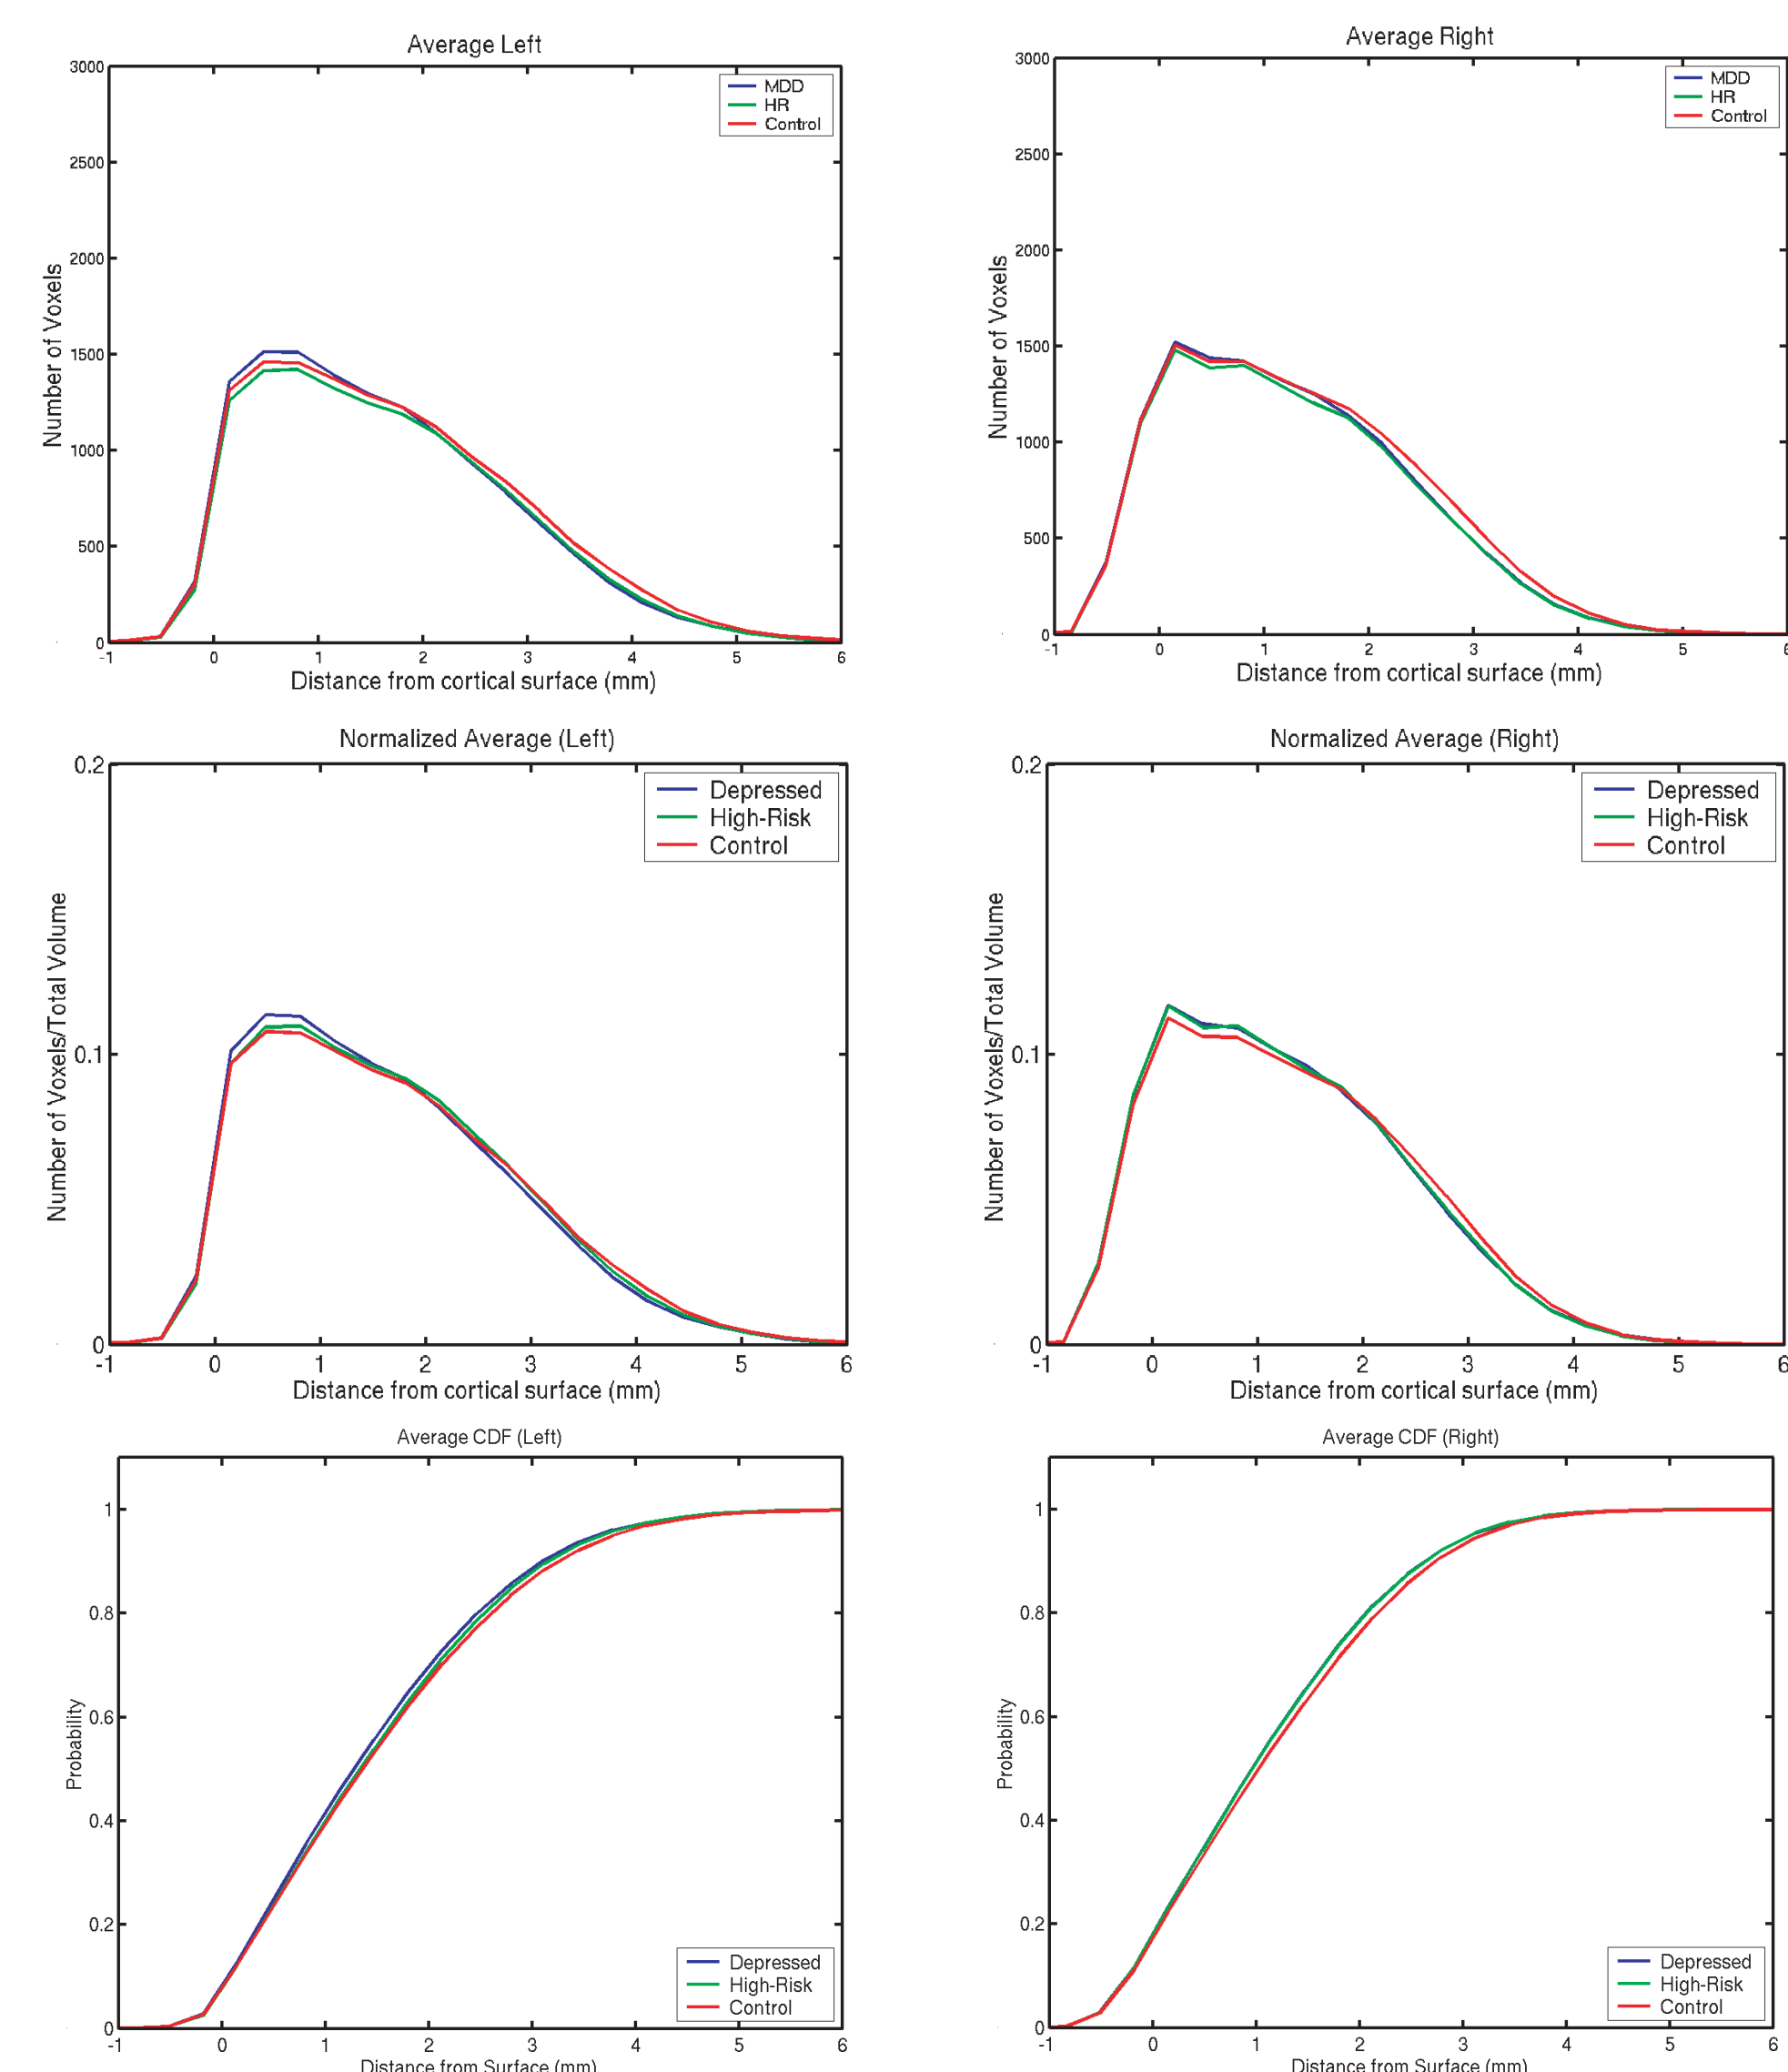 Average Left
3000
2500
2000
1500
1000
500
0
-1 0 1 2 3 4 5 6
Number of Voxels
Distance from cortical surface (mm)
MDD
HR
Control
Average Right
3000
2500
2000
1500
1000
500
0
-1 0 1 2 3 4 5 6
Number of Voxels
Distance from cortical surface (mm)
MDD
HR
Control
Normalized Average (Left)
0.2
0.1
0
-1 0 1 2 3 4 5 6
Number of Voxels/Total Volume
Distance from cortical surface (mm)
Depressed
High-Risk
Control
Normalized Average (Right)
0.2
0.1
0
-1 0 1 2 3 4 5 6
Number of Voxels/Total Volume
Distance from cortical surface (mm)
Depressed
High-Risk
Control
Average CDF (Left)
1
0.8
0.6
0.4
0.2
0
-1 0 1 2 3 4 5 6
Probability
Distance from Surface (mm)
Depressed
High-Risk
Control
Average CDF (Right)
1
0.8
0.6
0.4
0.2
0
-1 0 1 2 3 4 5 6
Probability
Distance from Surface (mm)
Depressed
High-Risk
Control